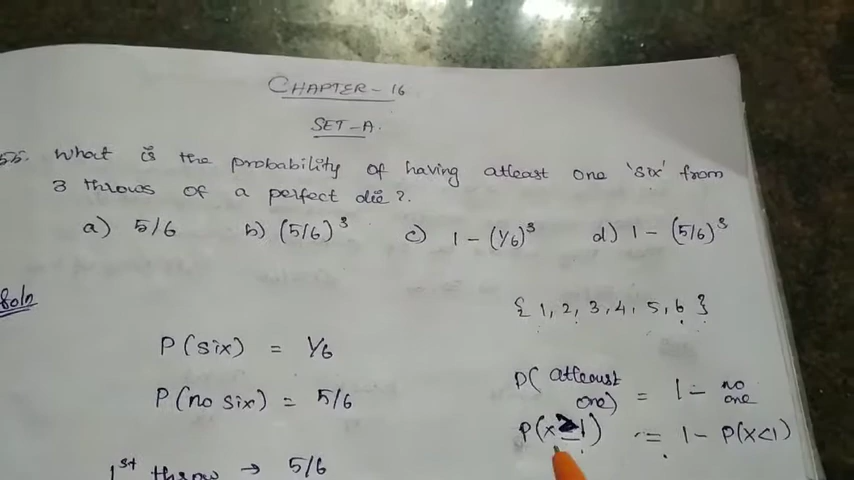 CHAPTER - 16
SET - A.
55. What is the probability of having atleast one 'six' from
3 throws of a perfect die?.
a) 5/6 b) (5/6)³ c) 1 - (1/6)³ d) 1 - (5/6)³
Soln
{ 1, 2, 3, 4, 5, 6 }
P(six) = 1/6
P(no six) = 5/6
P( atleast one) = 1 - no one
P(x≥1) = 1 - P(x<1)
1st throw → 5/6